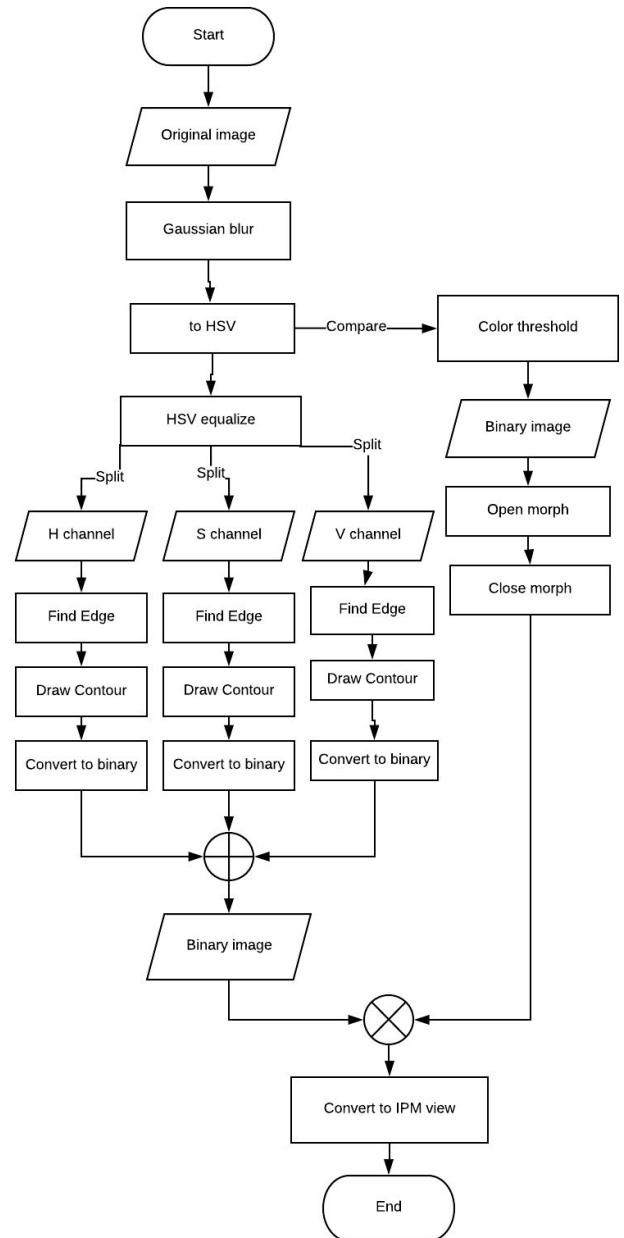 Start
Original image
Gaussian blur
to HSV
Compare
Color threshold
HSV equalize
Binary image
Split
Split
Split
Open morph
H channel
S channel
V channel
Close morph
Find Edge
Find Edge
Find Edge
Draw Contour
Draw Contour
Draw Contour
Convert to binary
Convert to binary
Convert to binary
Binary image
Convert to IPM view
End